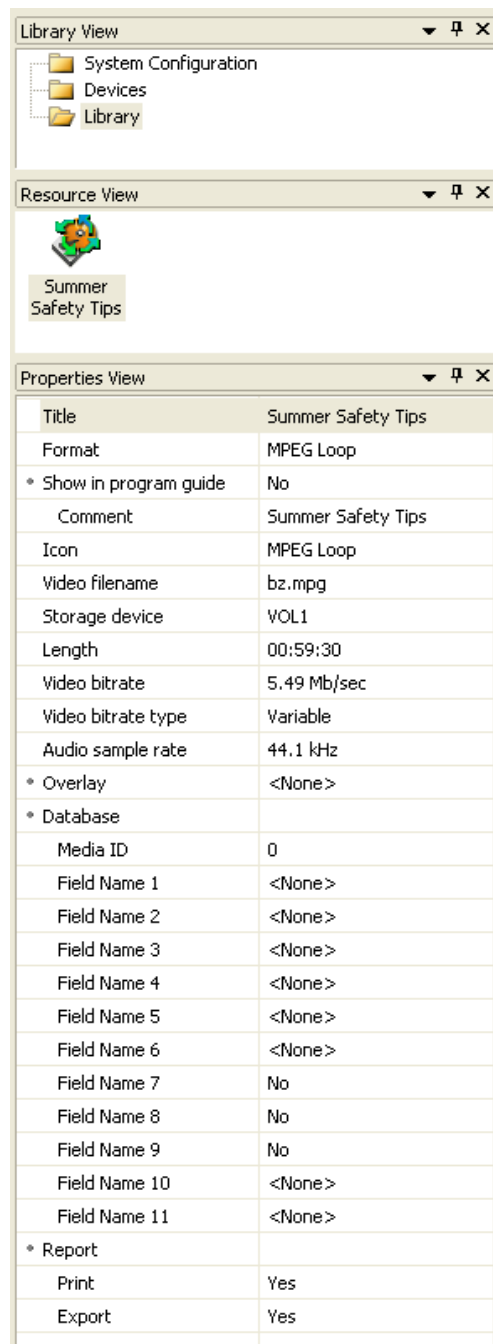 Library View
System Configuration
Devices
Library
Resource View
Summer
Safety Tips
Properties View
Title Summer Safety Tips
Format MPEG Loop
Show in program guide No
Comment Summer Safety Tips
Icon MPEG Loop
Video filename bz.mpg
Storage device VOL1
Length 00:59:30
Video bitrate 5.49 Mb/sec
Video bitrate type Variable
Audio sample rate 44.1 kHz
Overlay <None>
Database
Media ID 0
Field Name 1 <None>
Field Name 2 <None>
Field Name 3 <None>
Field Name 4 <None>
Field Name 5 <None>
Field Name 6 <None>
Field Name 7 No
Field Name 8 No
Field Name 9 No
Field Name 10 <None>
Field Name 11 <None>
Report
Print Yes
Export Yes